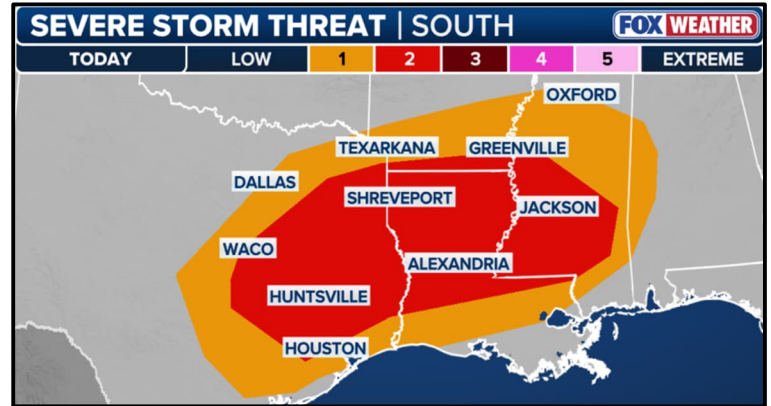 SEVERE STORM THREAT | SOUTH
FOX WEATHER
TODAY LOW 1 2 3 4 5 EXTREME
OXFORD
TEXARKANA GREENVILLE
DALLAS
SHREVEPORT
JACKSON
WACO
ALEXANDRIA
HUNTSVILLE
HOUSTON